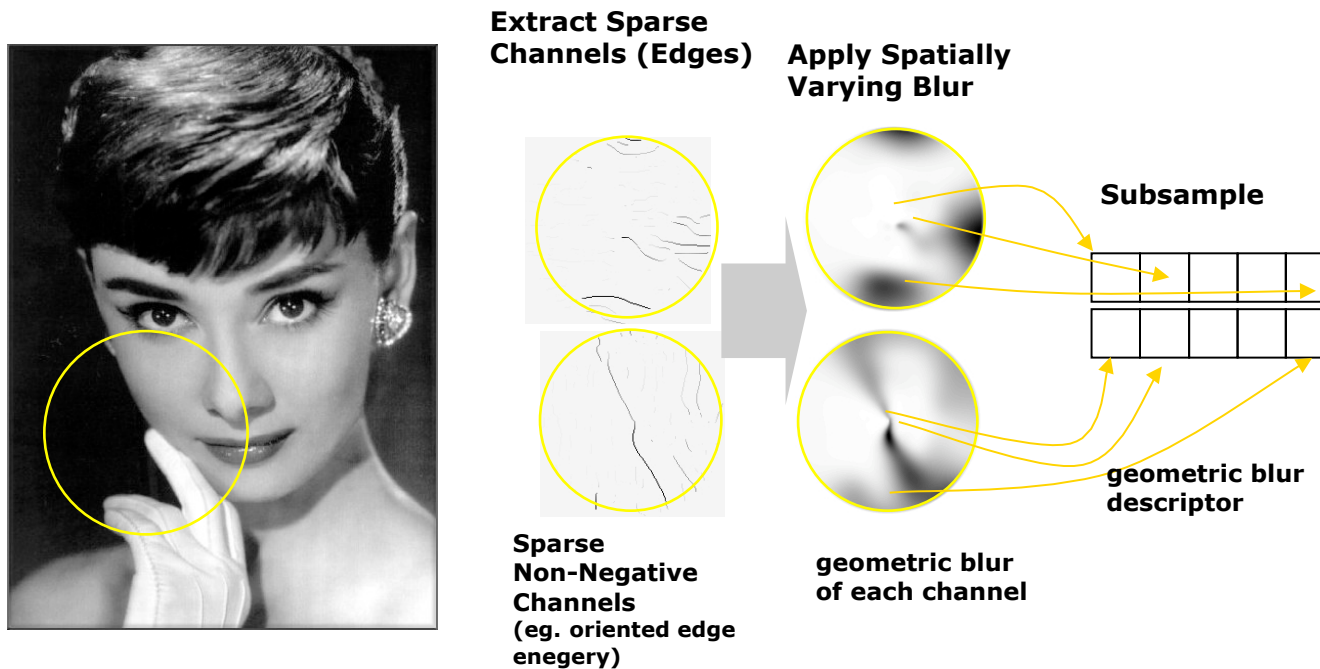 Extract Sparse
Channels (Edges)
Apply Spatially
Varying Blur
Subsample
geometric blur
descriptor
Sparse
Non-Negative
Channels
(eg. oriented edge
enegery)
geometric blur
of each channel